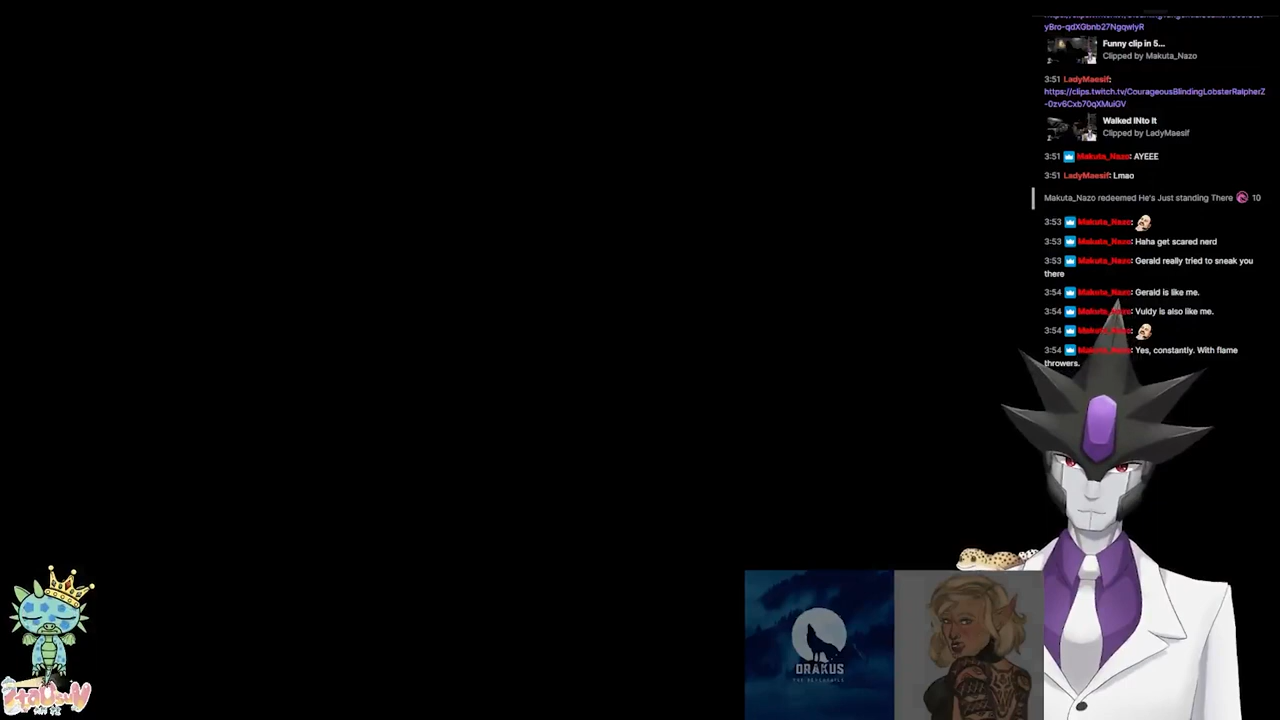 yBro-qdXGbnb27NgqwlyR
Funny clip in 5...
Clipped by Makuta_Nazo
3:51 LadyMaesif:
https://clips.twitch.tv/CourageousBlindingLobsterRalpherZ
-0zv6Cxb70qXMuiGV
Walked INto It
Clipped by LadyMaesif
3:51 Makuta_Nazo: AYEEE
3:51 LadyMaesif: Lmao
Makuta_Nazo redeemed He's Just standing There 10
3:53 Makuta_Nazo:
3:53 Makuta_Nazo: Haha get scared nerd
3:53 Makuta_Nazo: Gerald really tried to sneak you
there
3:54 Makuta_Nazo: Gerald is like me.
3:54 Makuta_Nazo: Vuldy is also like me.
3:54 Makuta_Nazo:
3:54 Makuta_Nazo: Yes, constantly. With flame
throwers.
DRAKUS